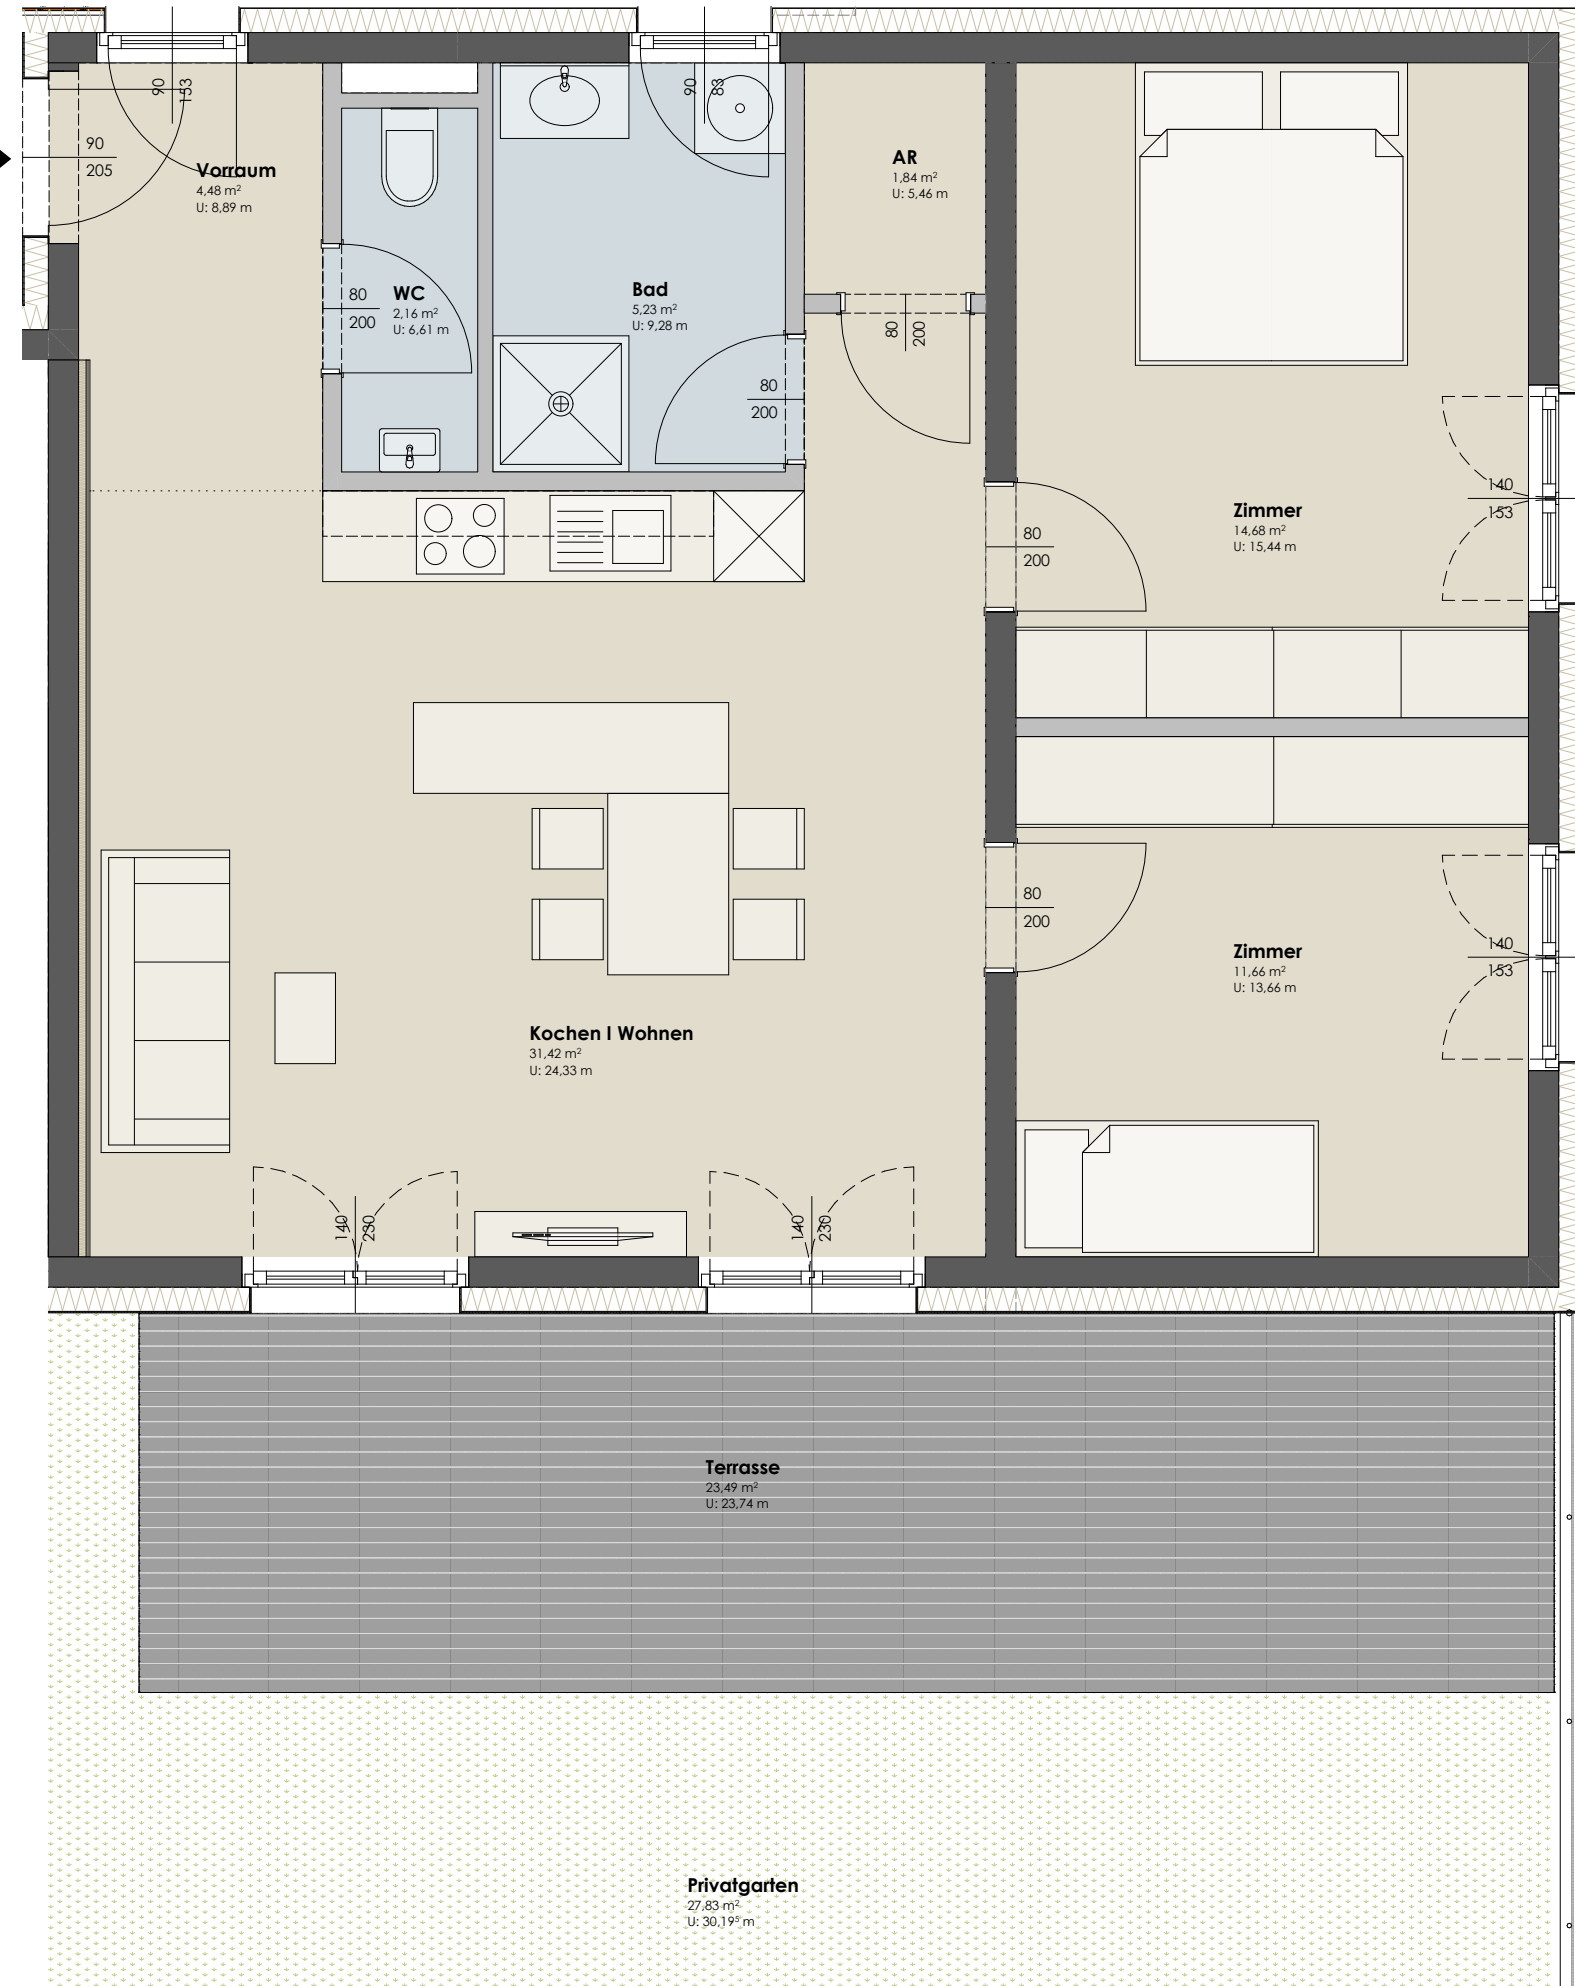 90
153
90
83
90
205
Vorraum
4,48 m²
U: 8,89 m
AR
1,84 m²
U: 5,46 m
80
200
WC
2,16 m²
U: 6,61 m
Bad
5,23 m²
U: 9,28 m
80
200
80
200
140
153
Zimmer
14,68 m²
U: 15,44 m
80
200
80
200
140
153
Zimmer
11,66 m²
U: 13,66 m
Kochen I Wohnen
31,42 m²
U: 24,33 m
140
230
140
230
Terrasse
23,49 m²
U: 23,74 m
Privatgarten
27,83 m²
U: 30,19⁵ m